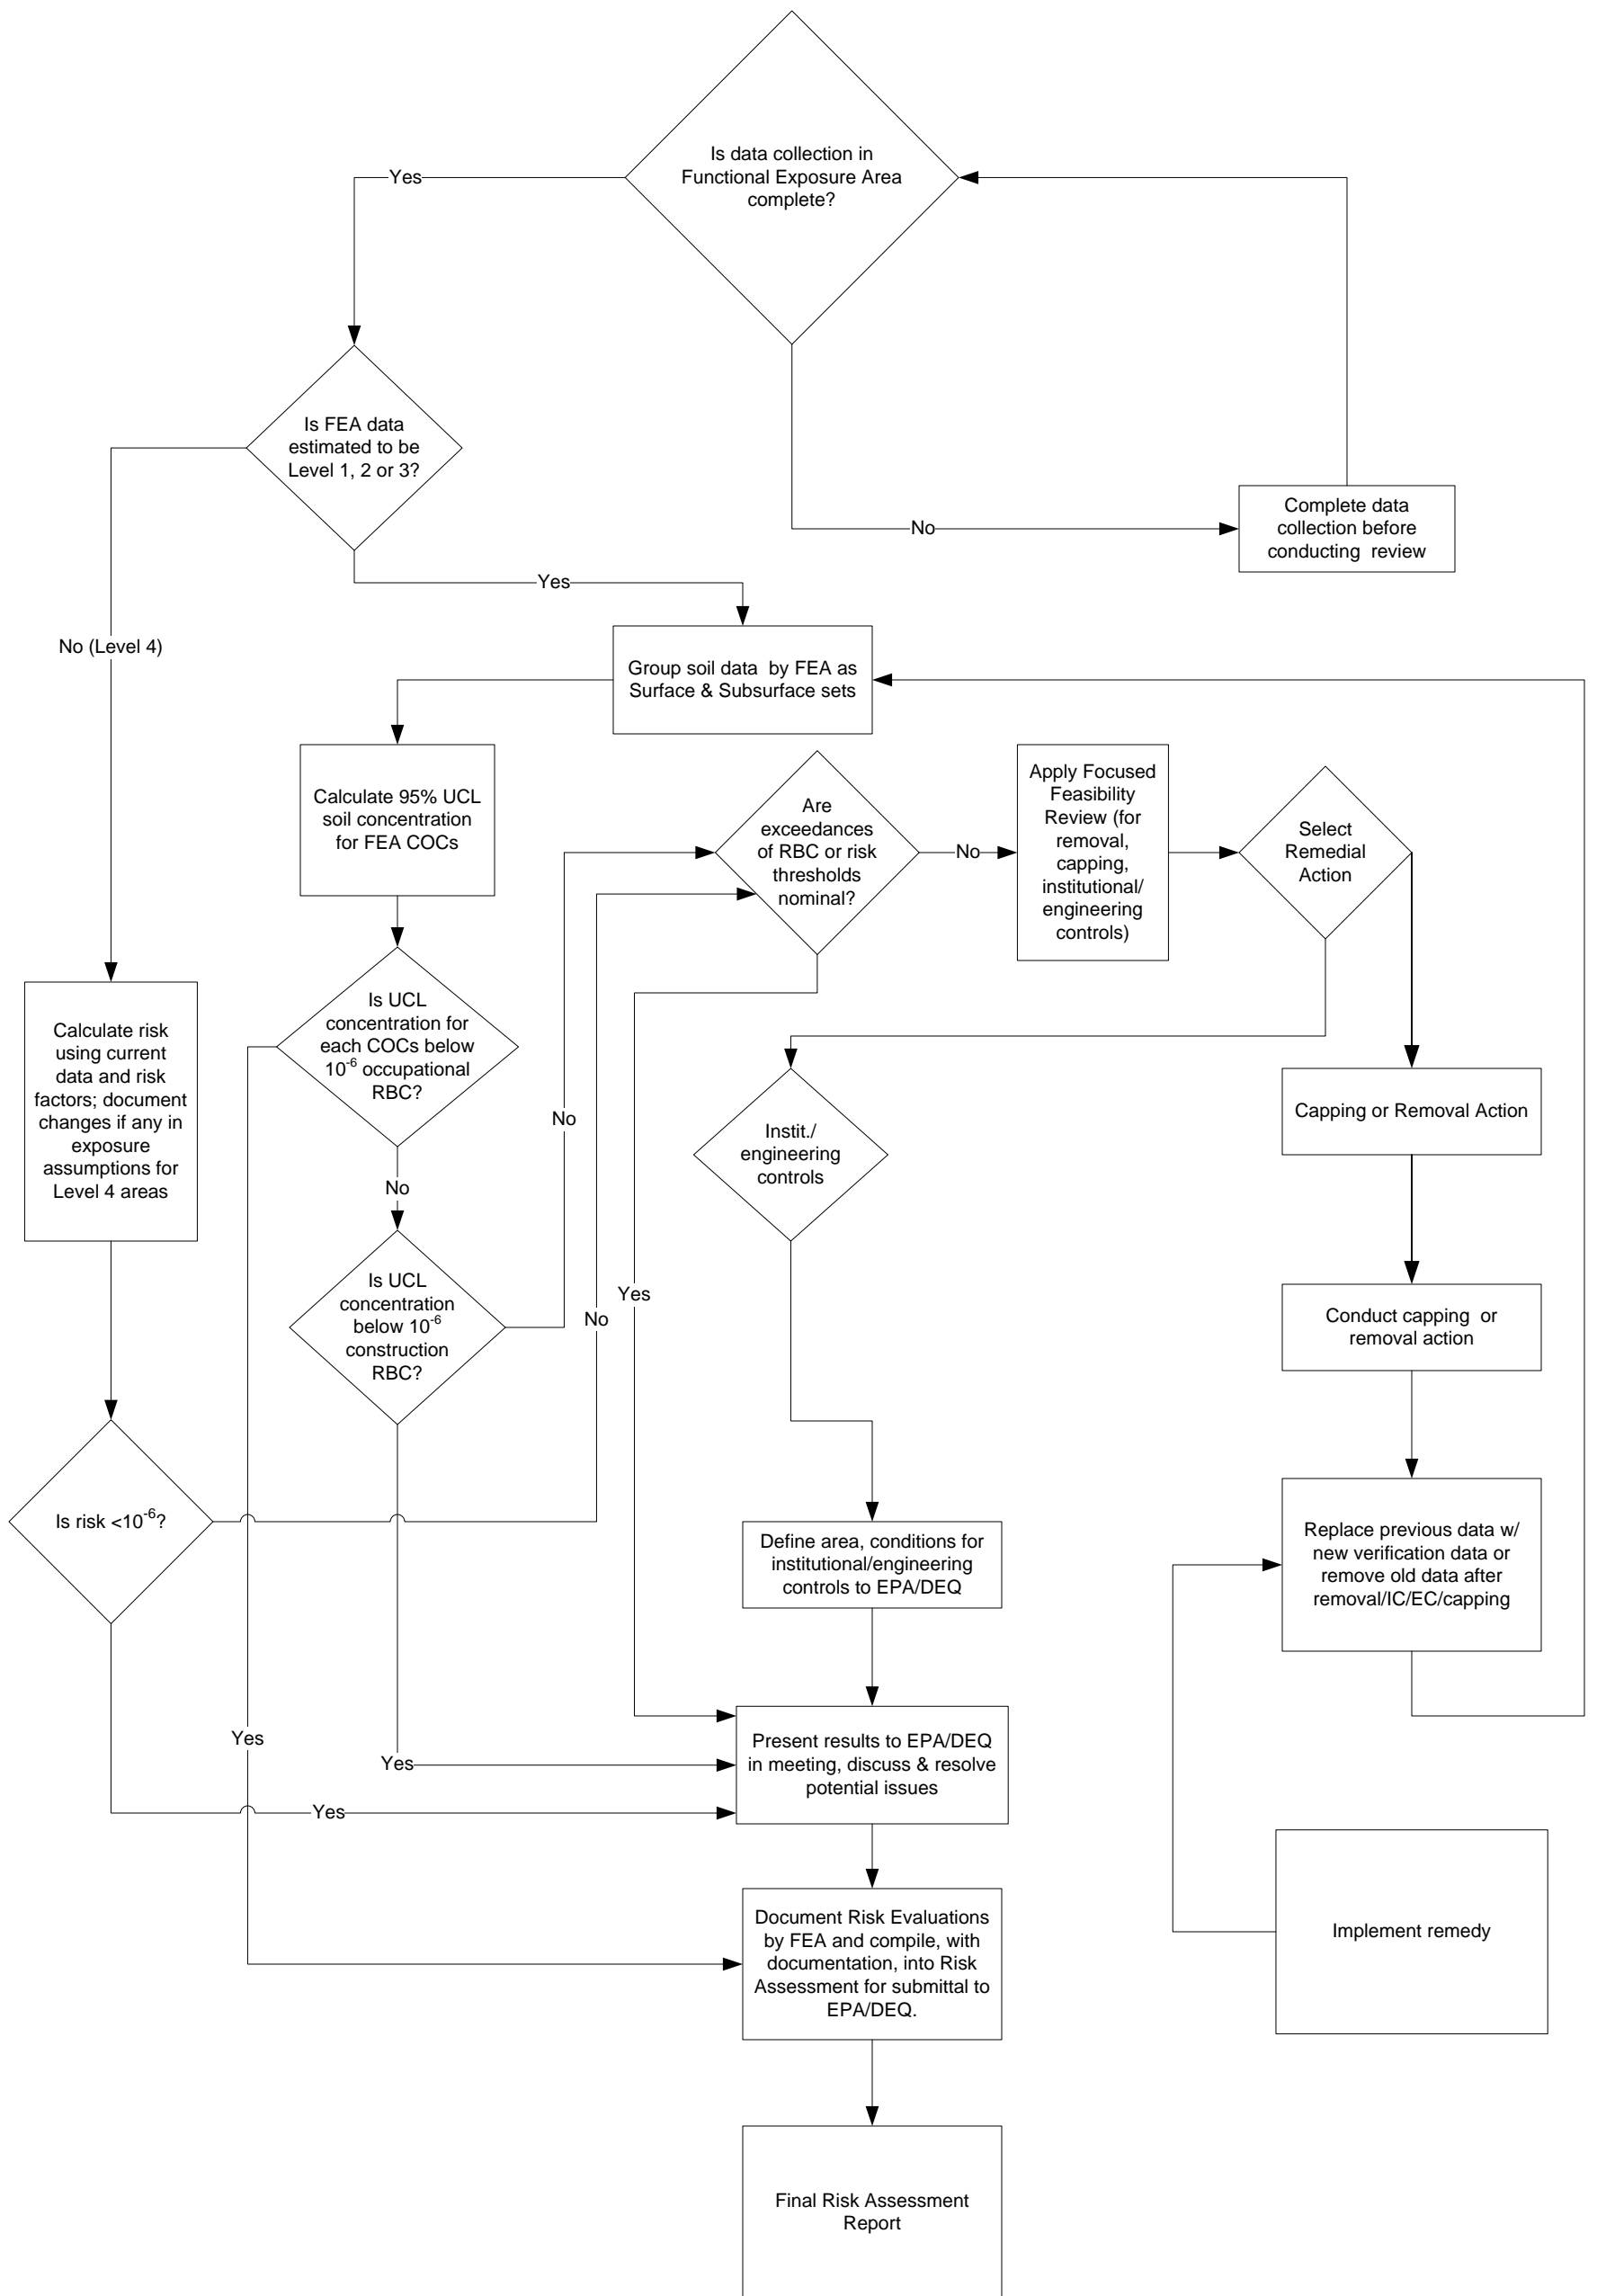 Is data collection in
Functional Exposure Area
complete?
Yes
Is FEA data
estimated to be
Level 1, 2 or 3?
Complete data
collection before
conducting review
No
Yes
No (Level 4)
Group soil data by FEA as
Surface & Subsurface sets
Calculate 95% UCL
soil concentration
for FEA COCs
Are
exceedances
of RBC or risk
thresholds
nominal?
No
Apply Focused
Feasibility
Review (for
removal,
capping,
institutional/
engineering
controls)
Select
Remedial
Action
Calculate risk
using current
data and risk
factors; document
changes if any in
exposure
assumptions for
Level 4 areas
Is UCL
concentration for
each COCs below
10-6 occupational
RBC?
No
No
Instit./
engineering
controls
Capping or Removal Action
Is UCL
concentration
below 10-6
construction
RBC?
Yes
No
Conduct capping or
removal action
Is risk <10-6?
Define area, conditions for
institutional/engineering
controls to EPA/DEQ
Replace previous data w/
new verification data or
remove old data after
removal/IC/EC/capping
Yes
Yes
Yes
Present results to EPA/DEQ
in meeting, discuss & resolve
potential issues
Document Risk Evaluations
by FEA and compile, with
documentation, into Risk
Assessment for submittal to
EPA/DEQ.
Implement remedy
Final Risk Assessment
Report